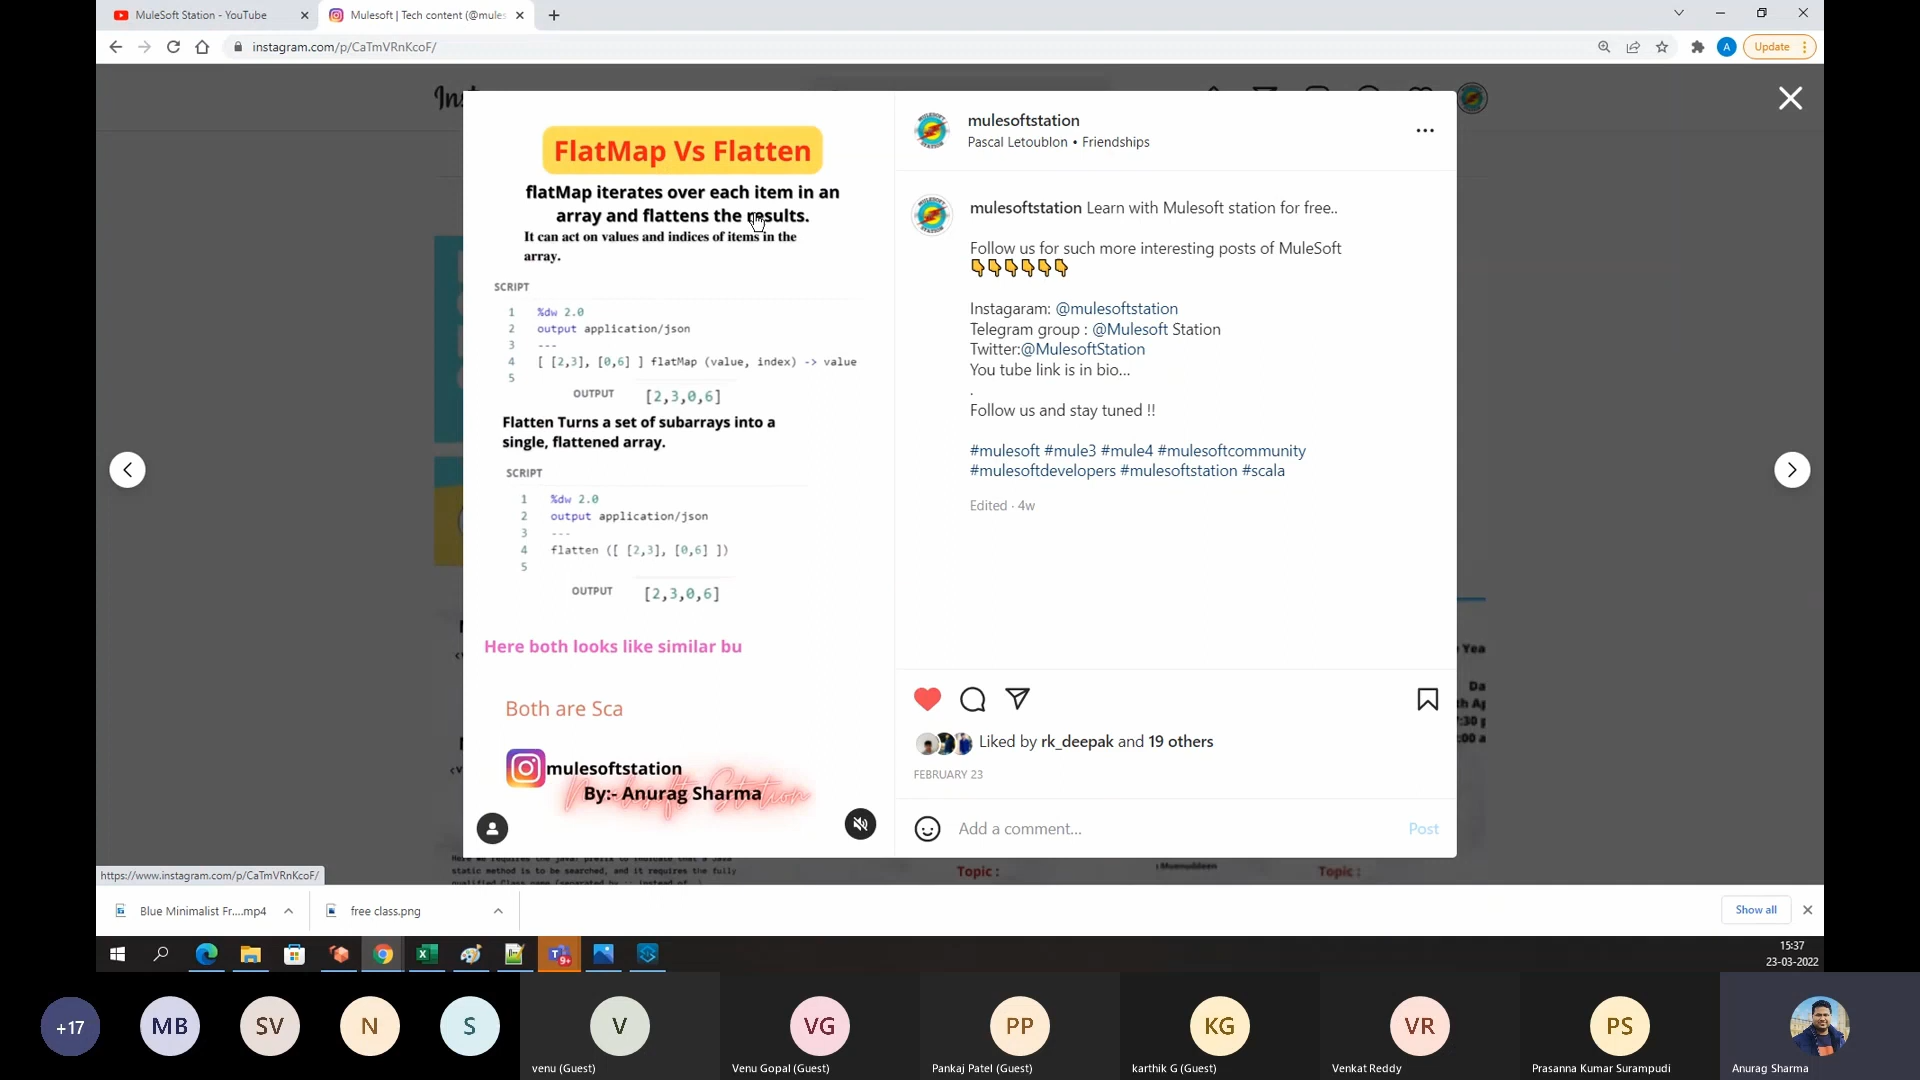 MuleSoft Station - YouTube
Mulesoft | Tech content (@mules
instagram.com/p/CaTmVRnKcoF/
A
Update
FlatMap Vs Flatten
flatMap iterates over each item in an
array and flattens the results.
It can act on values and indices of items in the
array.
SCRIPT
1 %dw 2.0
2 output application/json
3 ---
4 [ [2,3], [0,6] ] flatMap (value, index) -> value
5
OUTPUT [2,3,0,6]
Flatten Turns a set of subarrays into a
single, flattened array.
SCRIPT
1 %dw 2.0
2 output application/json
3 ---
4 flatten ([ [2,3], [0,6] ])
5
OUTPUT [2,3,0,6]
Here both looks like similar bu
Both are Sca
mulesoftstation
Mulesoft Station
By:- Anurag Sharma
mulesoftstation
Pascal Letoublon • Friendships
mulesoftstation Learn with Mulesoft station for free..
Follow us for such more interesting posts of MuleSoft
👇👇👇👇👇👇
Instagaram: @mulesoftstation
Telegram group : @Mulesoft Station
Twitter:@MulesoftStation
You tube link is in bio...
.
Follow us and stay tuned !!
#mulesoft #mule3 #mule4 #mulesoftcommunity
#mulesoftdevelopers #mulesoftstation #scala
Edited · 4w
Liked by rk_deepak and 19 others
FEBRUARY 23
Add a comment...
Post
Topic :
Topic :
https://www.instagram.com/p/CaTmVRnKcoF/
Blue Minimalist Fr....mp4
free class.png
Show all
9+
15:37
23-03-2022
+17
MB
SV
N
S
V
VG
PP
KG
VR
PS
venu (Guest)
Venu Gopal (Guest)
Pankaj Patel (Guest)
karthik G (Guest)
Venkat Reddy
Prasanna Kumar Surampudi
Anurag Sharma